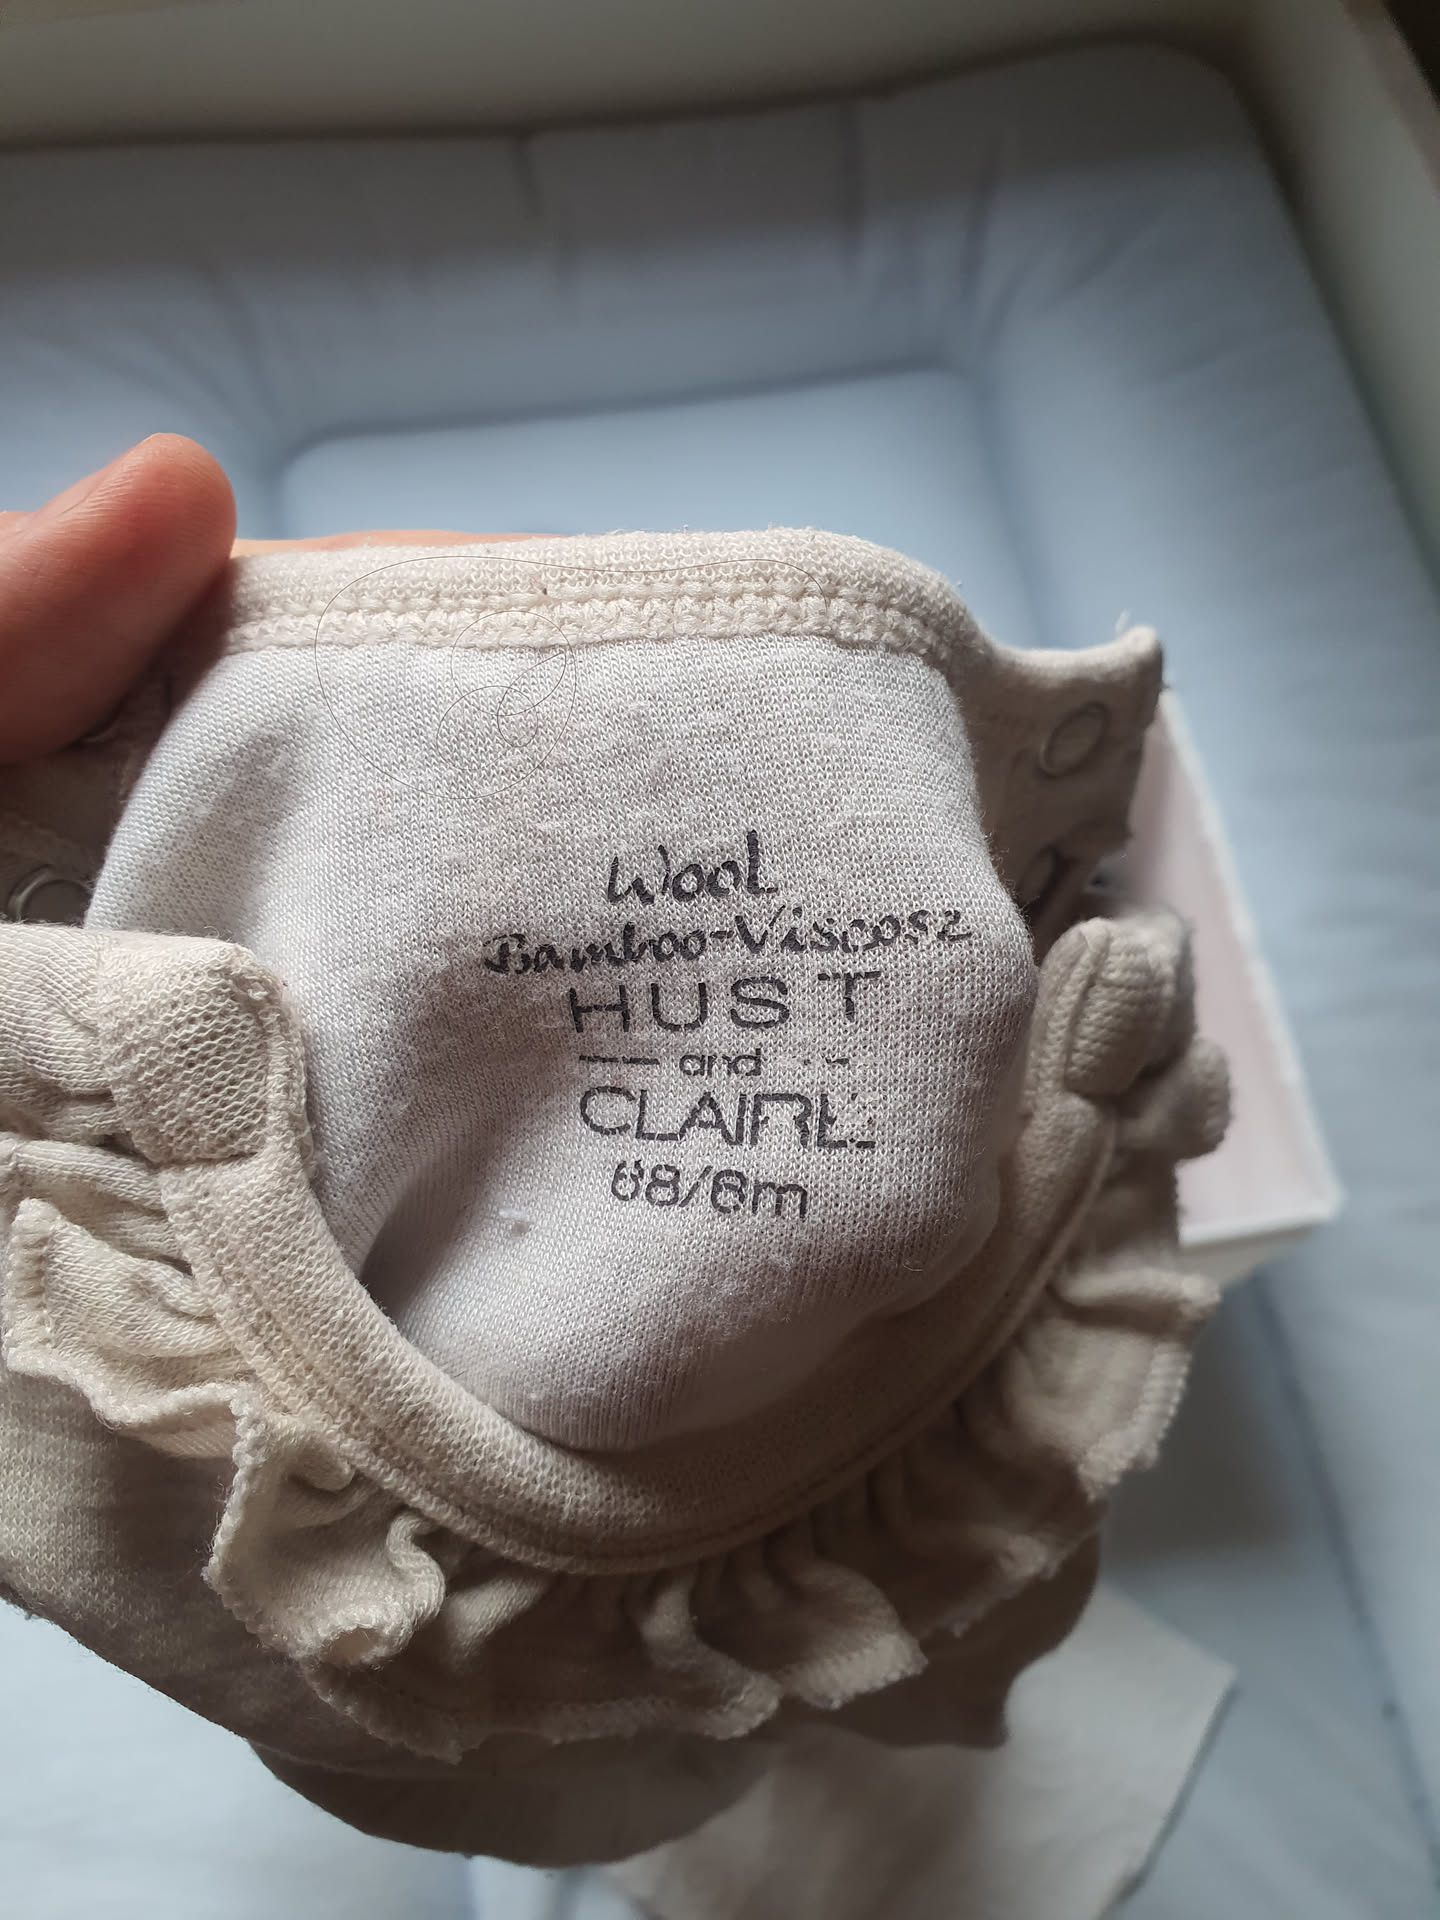 Wool
Bamboo-Viscose
HUST
and
CLAIRE
68/6m